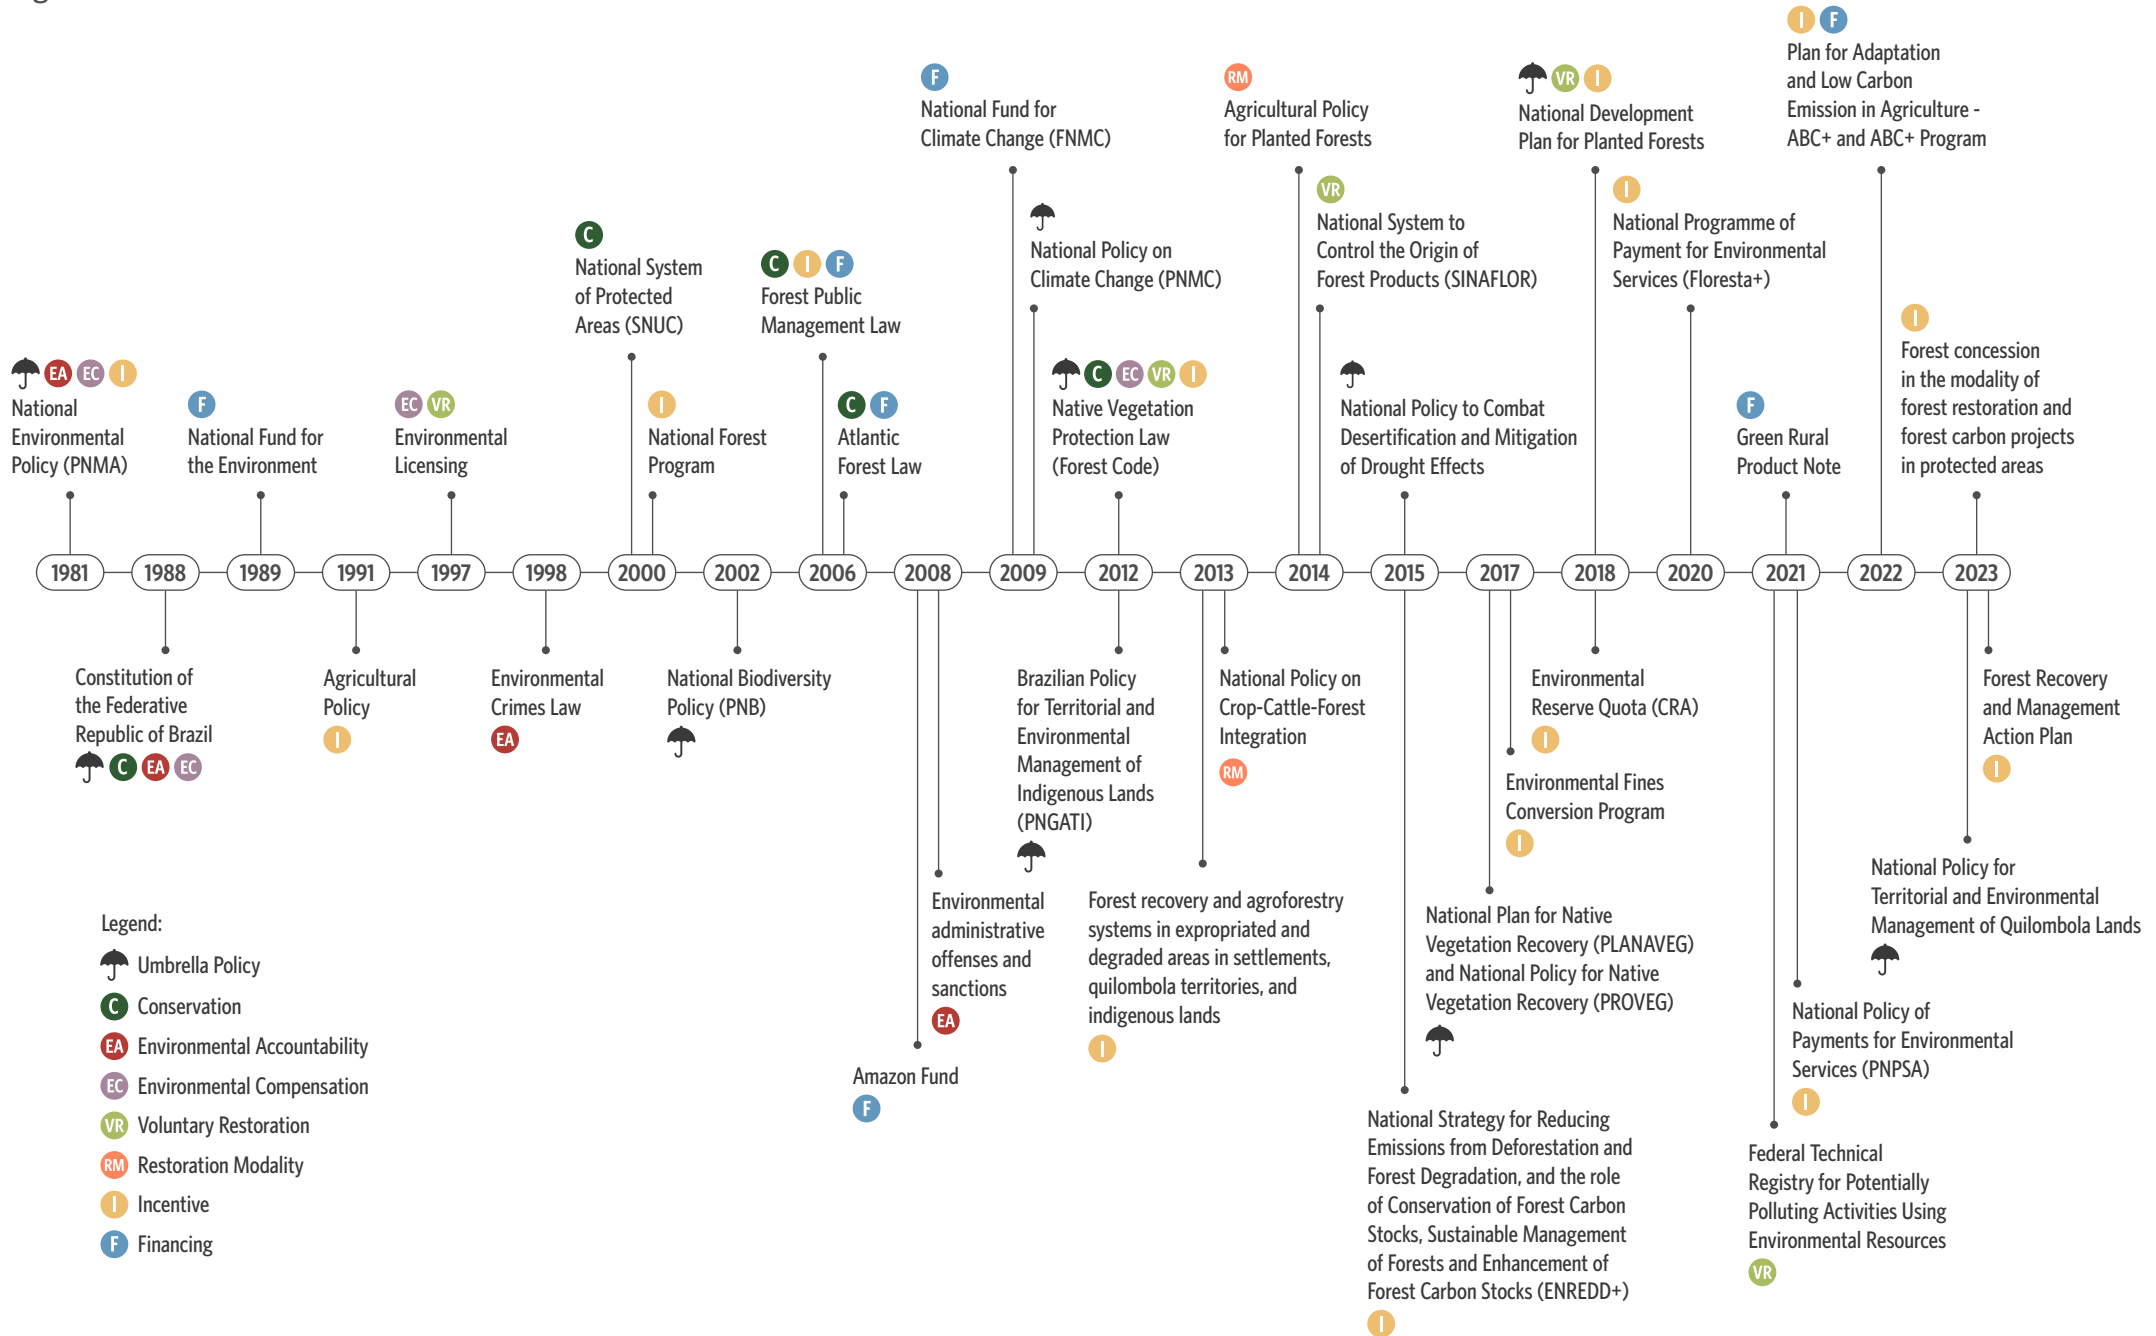 I F
Plan for Adaptation
and Low Carbon
Emission in Agriculture -
ABC+ and ABC+ Program
F
National Fund for
Climate Change (FNMC)
RM
Agricultural Policy
for Planted Forests
VR I
National Development
Plan for Planted Forests
VR
National System to
Control the Origin of
Forest Products (SINAFLOR)
I
National Programme of
Payment for Environmental
Services (Floresta+)
National Policy on
Climate Change (PNMC)
C
National System
of Protected
Areas (SNUC)
C I F
Forest Public
Management Law
I
Forest concession
in the modality of
forest restoration and
forest carbon projects
in protected areas
EA EC I
National
Environmental
Policy (PNMA)
F
National Fund for
the Environment
EC VR
Environmental
Licensing
I
National Forest
Program
C F
Atlantic
Forest Law
C EC VR I
Native Vegetation
Protection Law
(Forest Code)
National Policy to Combat
Desertification and Mitigation
of Drought Effects
F
Green Rural
Product Note
1981 1988 1989 1991 1997 1998 2000 2002 2006 2008 2009 2012 2013 2014 2015 2017 2018 2020 2021 2022 2023
Constitution of
the Federative
Republic of Brazil
C EA EC
Agricultural
Policy
I
Environmental
Crimes Law
EA
National Biodiversity
Policy (PNB)
Brazilian Policy
for Territorial and
Environmental
Management of
Indigenous Lands
(PNGATI)
National Policy on
Crop-Cattle-Forest
Integration
RM
Environmental
Reserve Quota (CRA)
I
Environmental Fines
Conversion Program
I
Forest Recovery
and Management
Action Plan
I
National Policy for
Territorial and Environmental
Management of Quilombola Lands
Environmental
administrative
offenses and
sanctions
EA
Forest recovery and agroforestry
systems in expropriated and
degraded areas in settlements,
quilombola territories, and
indigenous lands
I
National Plan for Native
Vegetation Recovery (PLANAVEG)
and National Policy for Native
Vegetation Recovery (PROVEG)
Amazon Fund
F
National Policy of
Payments for Environmental
Services (PNPSA)
I
National Strategy for Reducing
Emissions from Deforestation and
Forest Degradation, and the role
of Conservation of Forest Carbon
Stocks, Sustainable Management
of Forests and Enhancement of
Forest Carbon Stocks (ENREDD+)
I
Federal Technical
Registry for Potentially
Polluting Activities Using
Environmental Resources
VR
Legend:
Umbrella Policy
C Conservation
EA Environmental Accountability
EC Environmental Compensation
VR Voluntary Restoration
RM Restoration Modality
I Incentive
F Financing